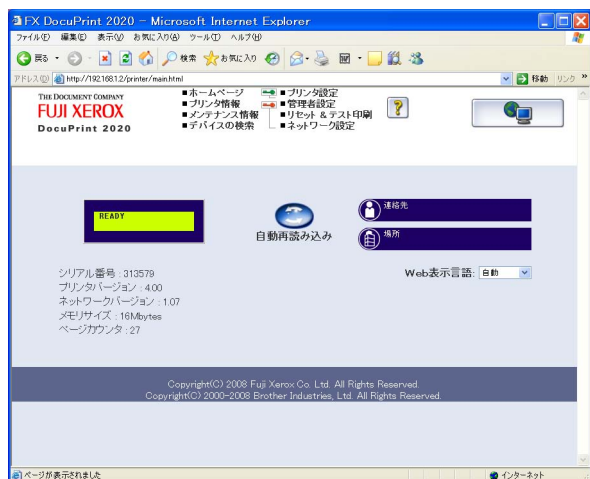 FX DocuPrint 2020 - Microsoft Internet Explorer
ファイル(F) 編集(E) 表示(V) お気に入り(A) ツール(T) ヘルプ(H)
戻る 検索 お気に入り
アドレス(D) http://192.168.1.2/printer/main.html 移動 リンク »
THE DOCUMENT COMPANY
FUJI XEROX
DocuPrint 2020
■ホームページ ■プリンタ設定
■プリンタ情報 ■管理者設定
■メンテナンス情報 ■リセット & テスト印刷
■デバイスの検索 ■ネットワーク設定
?
READY
自動再読み込み
連絡先
場所
シリアル番号 : 313579
プリンタバージョン : 4.00
ネットワークバージョン : 1.07
メモリサイズ : 16Mbytes
ページカウンタ : 27
Web表示言語: 自動
Copyright(C) 2008 Fuji Xerox Co. Ltd. All Rights Reserved.
Copyright(C) 2000-2008 Brother Industries, Ltd. All Rights Reserved.
ページが表示されました インターネット